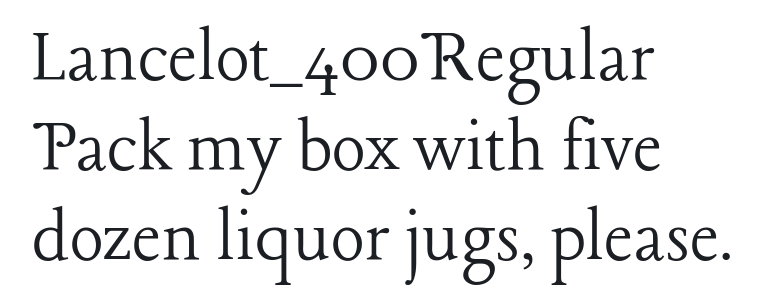 Lancelot_400Regular
Pack my box with five
dozen liquor jugs, please.